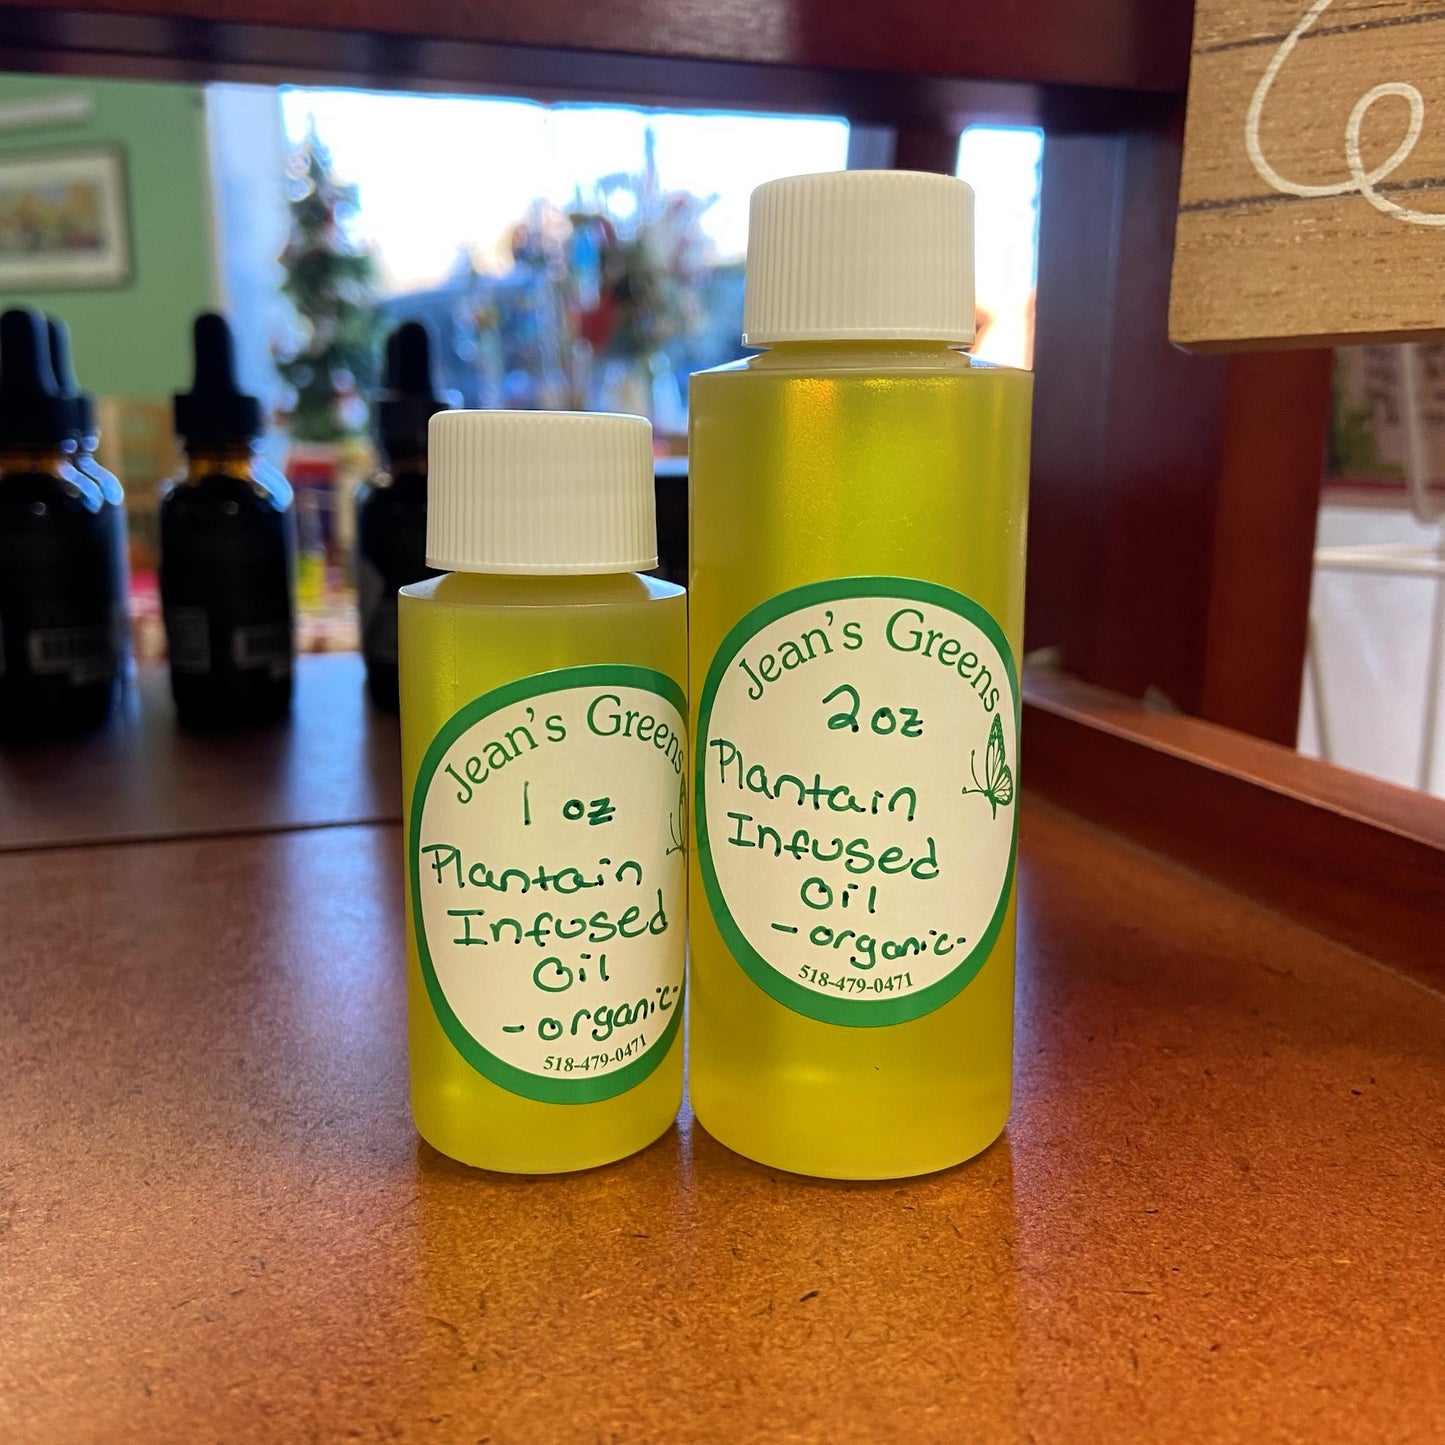 Jean's Greens
1 oz
Plantain
Infused
Oil
-organic-
518-479-0471
Jean's Greens
2oz
Plantain
Infused
Oil
-organic-
518-479-0471